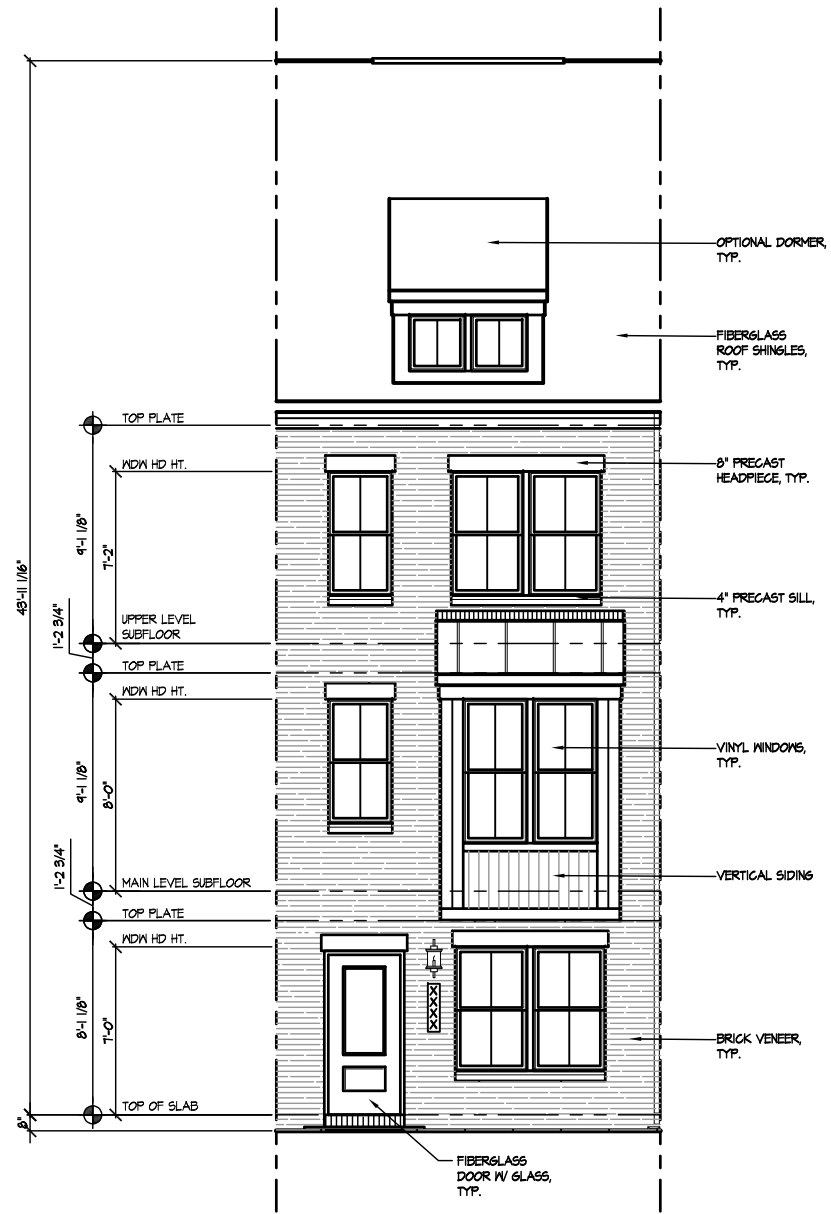 OPTIONAL DORMER,
TYP.
FIBERGLASS
ROOF SHINGLES,
TYP.
TOP PLATE
WDW HD HT.
8" PRECAST
HEADPIECE, TYP.
9'-1 1/8"
7'-2"
43'-11 1/16"
4" PRECAST SILL,
TYP.
1'-2 3/4"
UPPER LEVEL
SUBFLOOR
TOP PLATE
WDW HD HT.
VINYL WINDOWS,
TYP.
9'-1 1/8"
8'-0"
1'-2 3/4"
VERTICAL SIDING
MAIN LEVEL SUBFLOOR
TOP PLATE
WDW HD HT.
XXXX
8'-1 1/8"
7'-0"
BRICK VENEER,
TYP.
TOP OF SLAB
8"
FIBERGLASS
DOOR W/ GLASS,
TYP.